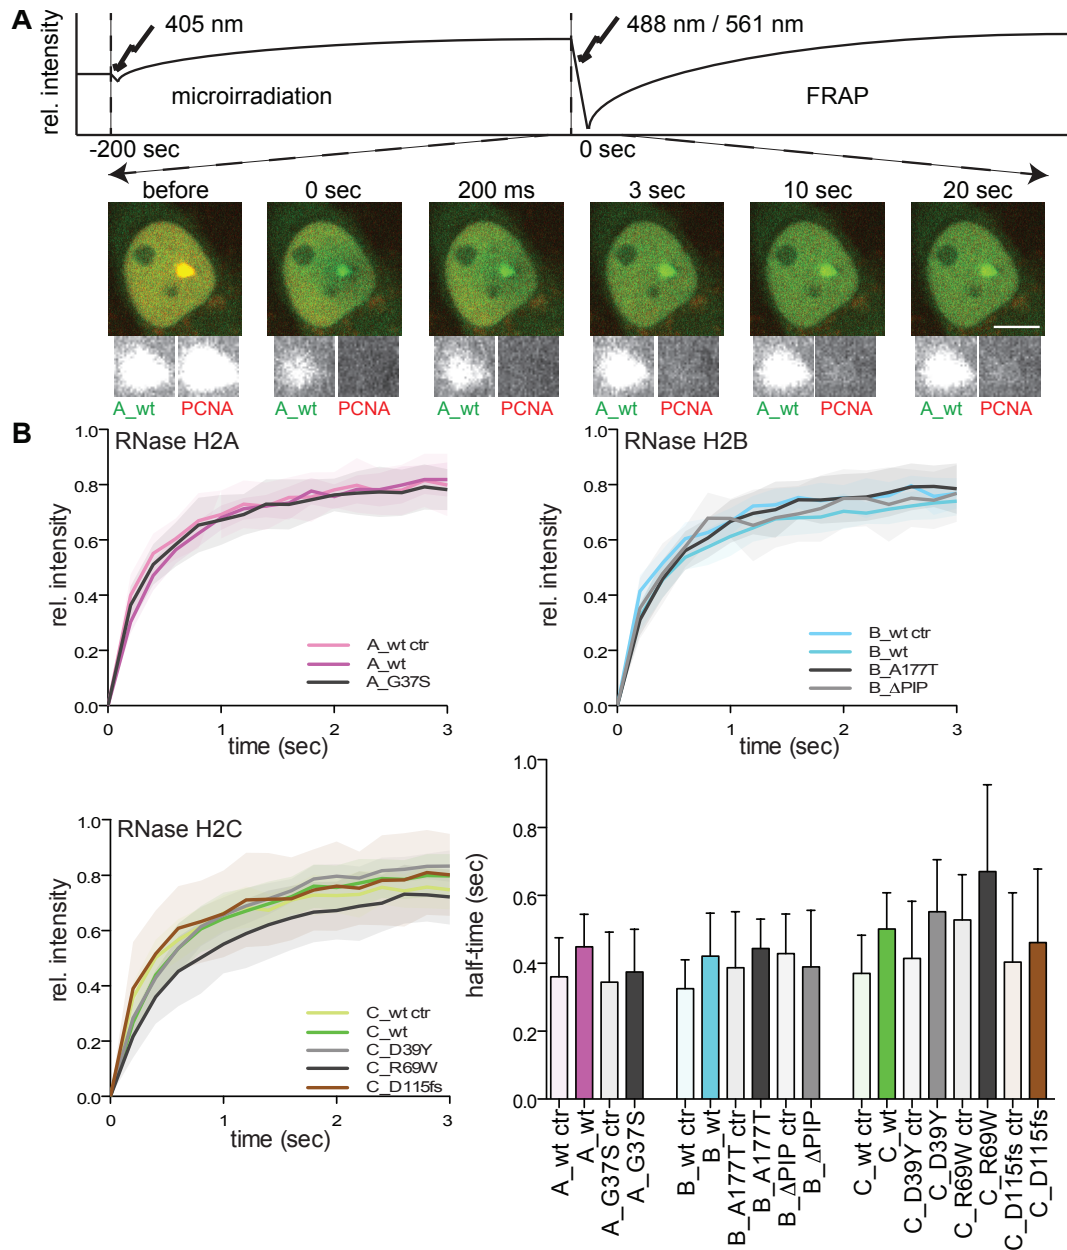 A
rel. intensity
405 nm
488 nm / 561 nm
microirradiation
FRAP
-200 sec
0 sec
before
0 sec
200 ms
3 sec
10 sec
20 sec
A_wt PCNA
A_wt PCNA
A_wt PCNA
A_wt PCNA
A_wt PCNA
A_wt PCNA
B
RNase H2A
rel. intensity
1.0
0.8
0.6
0.4
0.2
0.0
A_wt ctr
A_wt
A_G37S
0 1 2 3
time (sec)
RNase H2B
rel. intensity
1.0
0.8
0.6
0.4
0.2
0.0
B_wt ctr
B_wt
B_A177T
B_ΔPIP
0 1 2 3
time (sec)
RNase H2C
rel. intensity
1.0
0.8
0.6
0.4
0.2
0.0
C_wt ctr
C_wt
C_D39Y
C_R69W
C_D115fs
0 1 2 3
time (sec)
half-time (sec)
1.0
0.8
0.6
0.4
0.2
0.0
A_wt ctr
A_wt
A_G37S ctr
A_G37S
B_wt ctr
B_wt
B_A177T ctr
B_A177T
B_ΔPIP ctr
B_ΔPIP
C_wt ctr
C_wt
C_D39Y ctr
C_D39Y
C_R69W ctr
C_R69W
C_D115fs ctr
C_D115fs